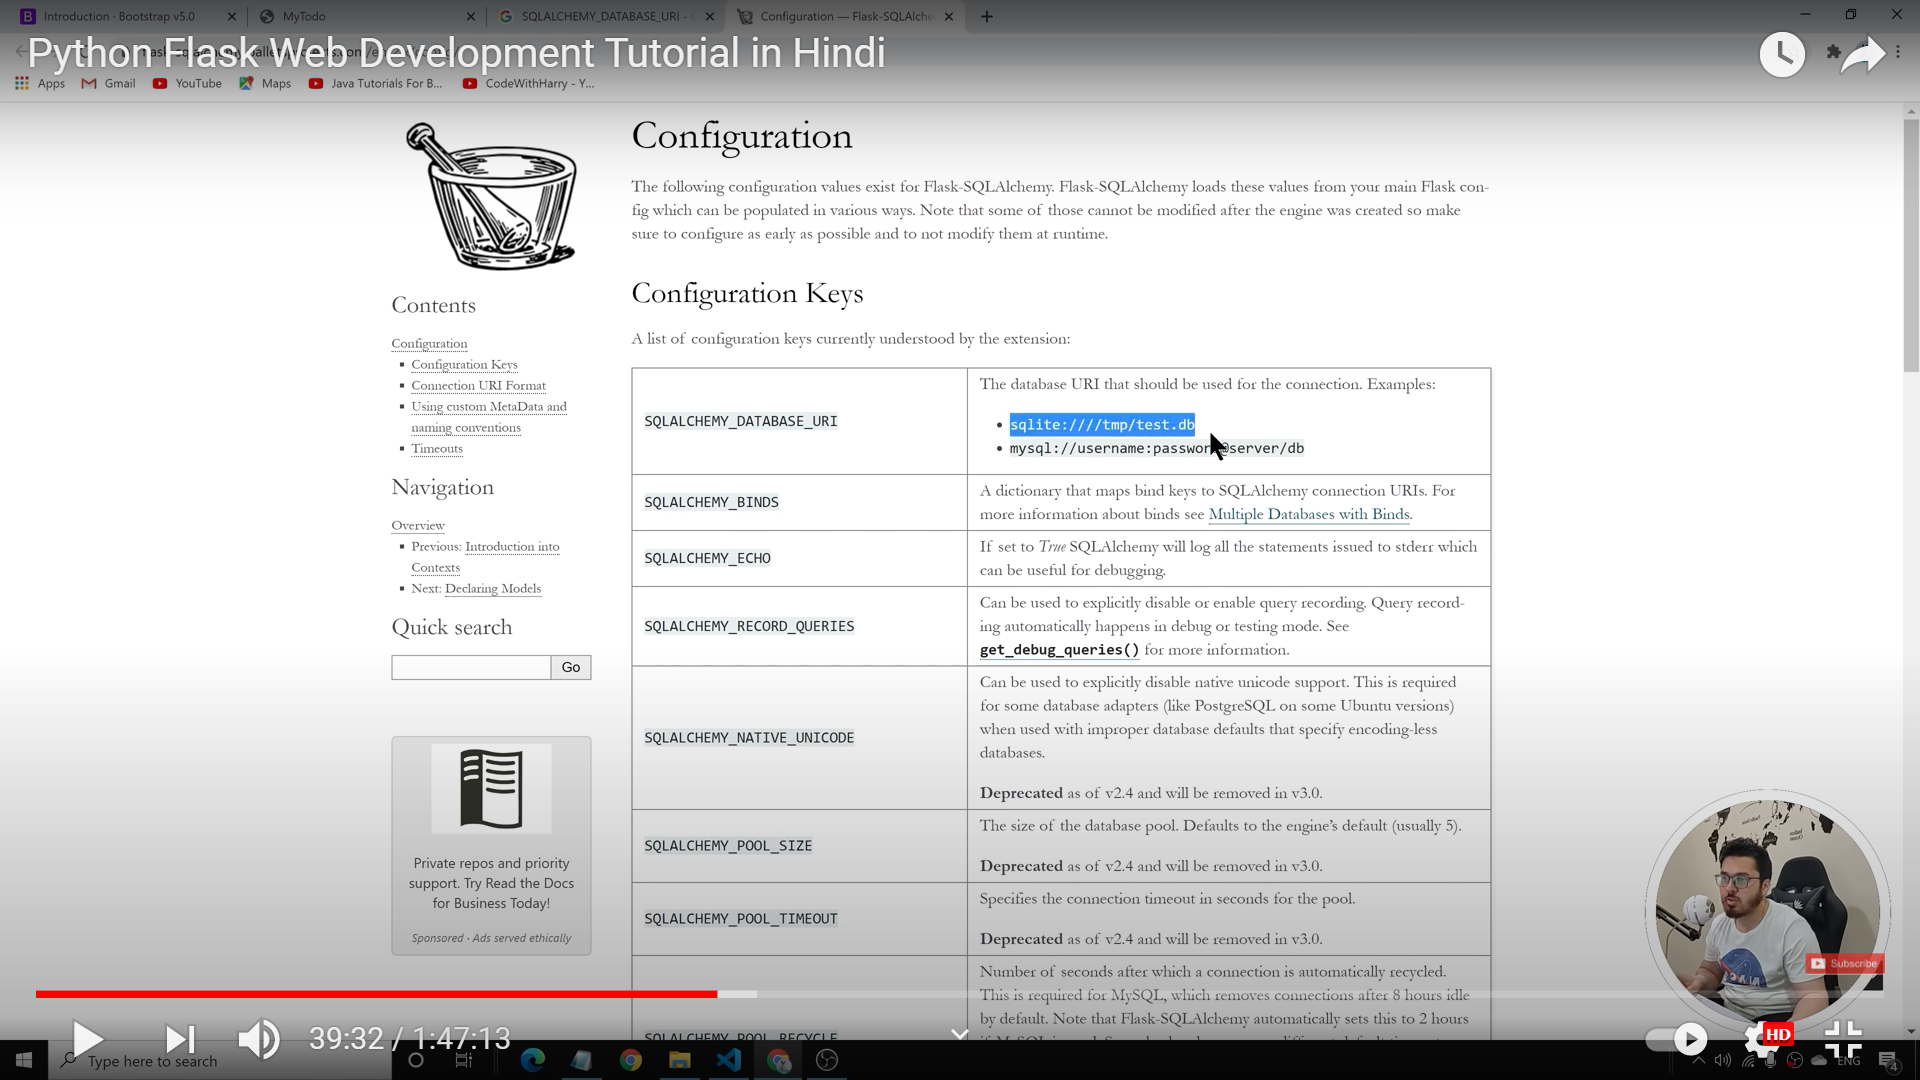 Introduction · Bootstrap v5.0
MyTodo
SQLALCHEMY_DATABASE_URI -
Configuration — Flask-SQLAlche
Python Flask Web Development Tutorial in Hindi
Apps
Gmail
YouTube
Maps
Java Tutorials For B...
CodeWithHarry - Y...
Configuration
The following configuration values exist for Flask-SQLAlchemy. Flask-SQLAlchemy loads these values from your main Flask con-
fig which can be populated in various ways. Note that some of those cannot be modified after the engine was created so make
sure to configure as early as possible and to not modify them at runtime.
Configuration Keys
A list of configuration keys currently understood by the extension:
Contents
Configuration
Configuration Keys
Connection URI Format
Using custom MetaData and
naming conventions
Timeouts
Navigation
Overview
Previous: Introduction into
Contexts
Next: Declaring Models
Quick search
Go
Private repos and priority
support. Try Read the Docs
for Business Today!
Sponsored · Ads served ethically
SQLALCHEMY_DATABASE_URI
The database URI that should be used for the connection. Examples:
sqlite:////tmp/test.db
mysql://username:password@server/db
SQLALCHEMY_BINDS
A dictionary that maps bind keys to SQLAlchemy connection URIs. For
more information about binds see Multiple Databases with Binds.
SQLALCHEMY_ECHO
If set to True SQLAlchemy will log all the statements issued to stderr which
can be useful for debugging.
SQLALCHEMY_RECORD_QUERIES
Can be used to explicitly disable or enable query recording. Query record-
ing automatically happens in debug or testing mode. See
get_debug_queries() for more information.
SQLALCHEMY_NATIVE_UNICODE
Can be used to explicitly disable native unicode support. This is required
for some database adapters (like PostgreSQL on some Ubuntu versions)
when used with improper database defaults that specify encoding-less
databases.
Deprecated as of v2.4 and will be removed in v3.0.
SQLALCHEMY_POOL_SIZE
The size of the database pool. Defaults to the engine's default (usually 5).
Deprecated as of v2.4 and will be removed in v3.0.
SQLALCHEMY_POOL_TIMEOUT
Specifies the connection timeout in seconds for the pool.
Deprecated as of v2.4 and will be removed in v3.0.
SQLALCHEMY_POOL_RECYCLE
Number of seconds after which a connection is automatically recycled.
This is required for MySQL, which removes connections after 8 hours idle
by default. Note that Flask-SQLAlchemy automatically sets this to 2 hours
Subscribe
39:32 / 1:47:13
HD
Type here to search
ENG
4